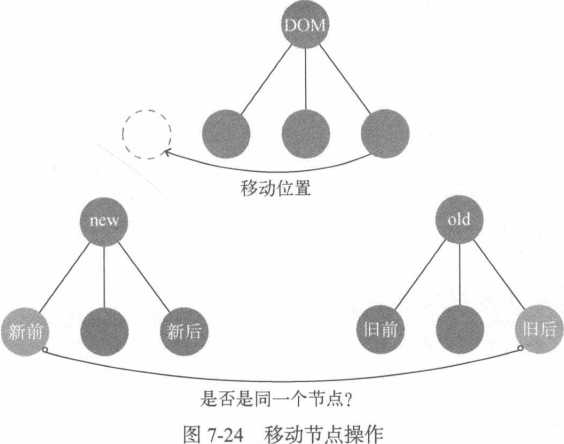 DOM
移动位置
new
old
新前
新后
旧前
旧后
是否是同一个节点?
图 7-24 移动节点操作